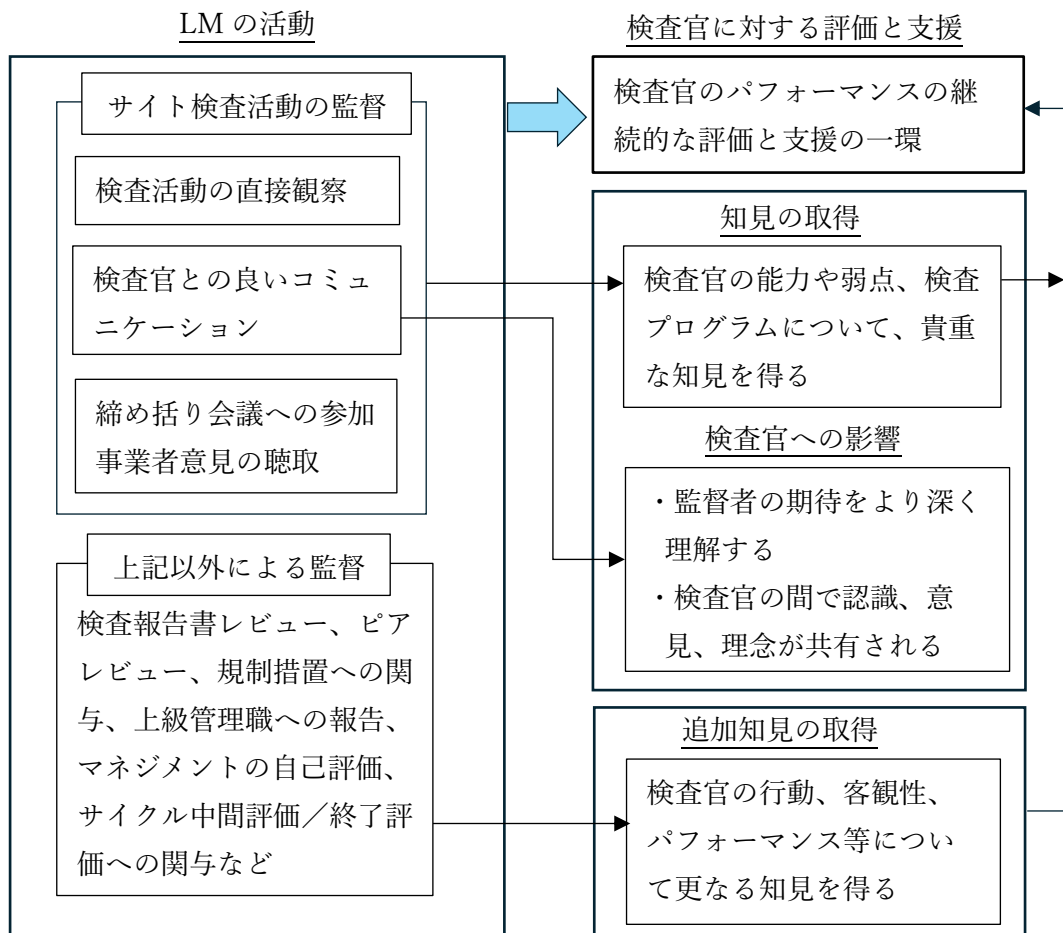 LM の活動
サイト検査活動の監督
検査活動の直接観察
検査官との良いコミュ
ニケーション
締め括り会議への参加
事業者意見の聴取
上記以外による監督
検査報告書レビュー、ピア
レビュー、規制措置への関
与、上級管理職への報告、
マネジメントの自己評価、
サイクル中間評価／終了評
価への関与など
検査官に対する評価と支援
検査官のパフォーマンスの継
続的な評価と支援の一環
知見の取得
検査官の能力や弱点、検査
プログラムについて、貴重
な知見を得る
検査官への影響
・監督者の期待をより深く
理解する
・検査官の間で認識、意
見、理念が共有される
追加知見の取得
検査官の行動、客観性、
パフォーマンス等につい
て更なる知見を得る